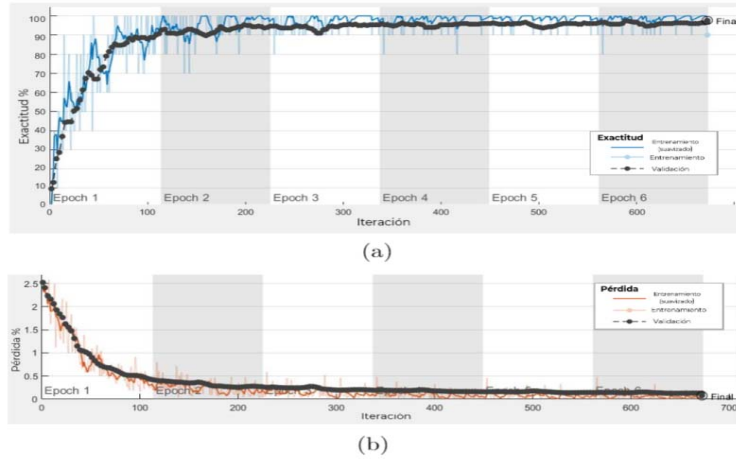 100
90
80
70
60
50
40
30
20
10
0
Exactitud %
Final
Exactitud
Entrenamiento
(suavizado)
Entrenamiento
Validación
Epoch 1 Epoch 2 Epoch 3 Epoch 4 Epoch 5 Epoch 6
0 100 200 300 400 500 600
Iteración
(a)
2.5
2
1.5
1
0.5
0
Pérdida %
Pérdida
Entrenamiento
(suavizado)
Entrenamiento
Validación
Epoch 1
Final
0 100 200 300 400 500 600 700
Iteración
(b)